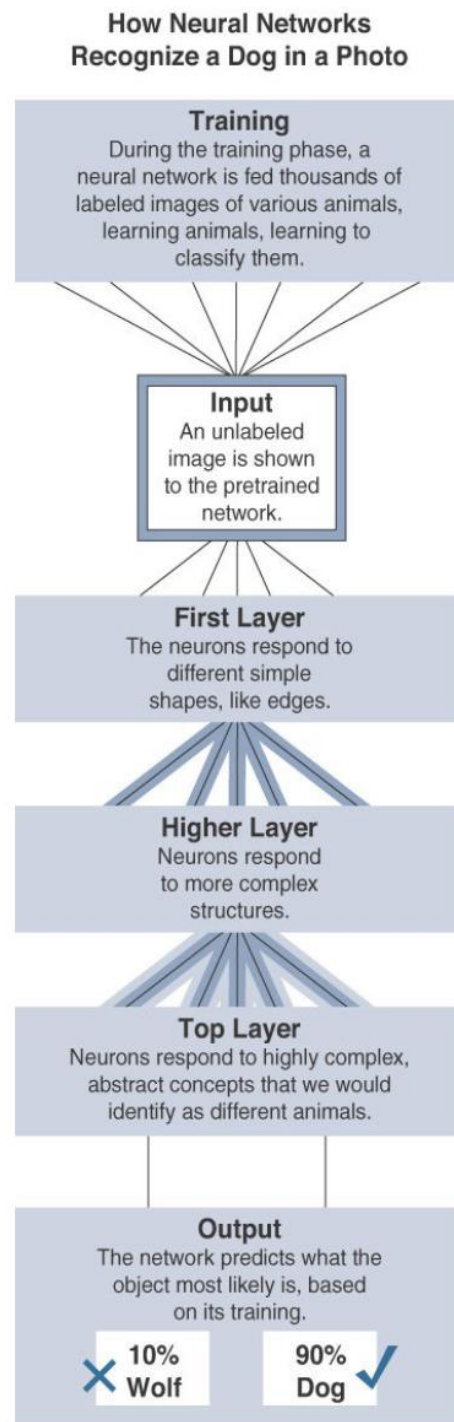 How Neural Networks
Recognize a Dog in a Photo
Training
During the training phase, a
neural network is fed thousands of
labeled images of various animals,
learning animals, learning to
classify them.
Input
An unlabeled
image is shown
to the pretrained
network.
First Layer
The neurons respond to
different simple
shapes, like edges.
Higher Layer
Neurons respond
to more complex
structures.
Top Layer
Neurons respond to highly complex,
abstract concepts that we would
identify as different animals.
Output
The network predicts what the
object most likely is, based
on its training.
10%
Wolf
90%
Dog